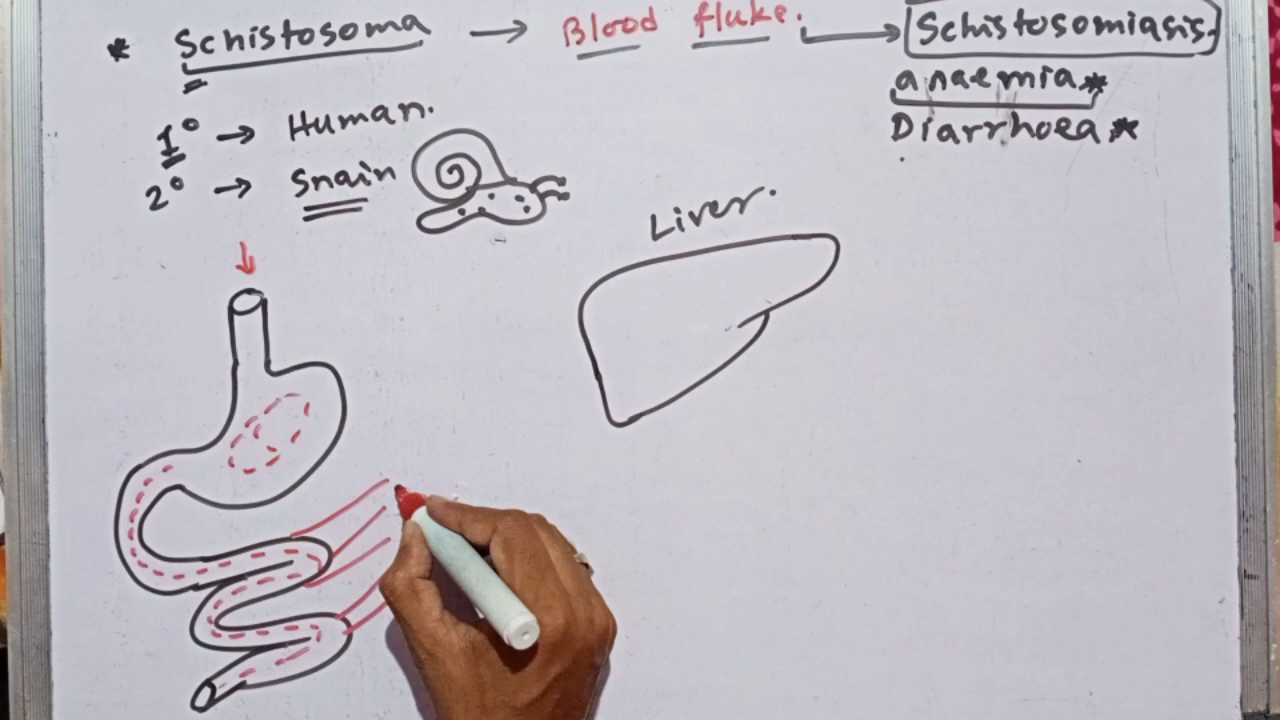 * Schistosoma → Blood fluke. → Schistosomiasis.
anaemia*
Diarrhoea*
1° → Human.
2° → Snain
Liver.